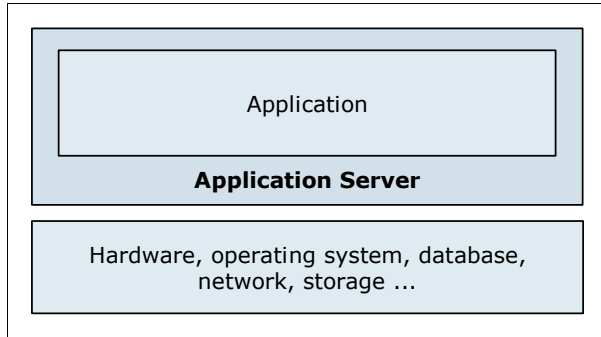 Application
Application Server
Hardware, operating system, database,
network, storage ...